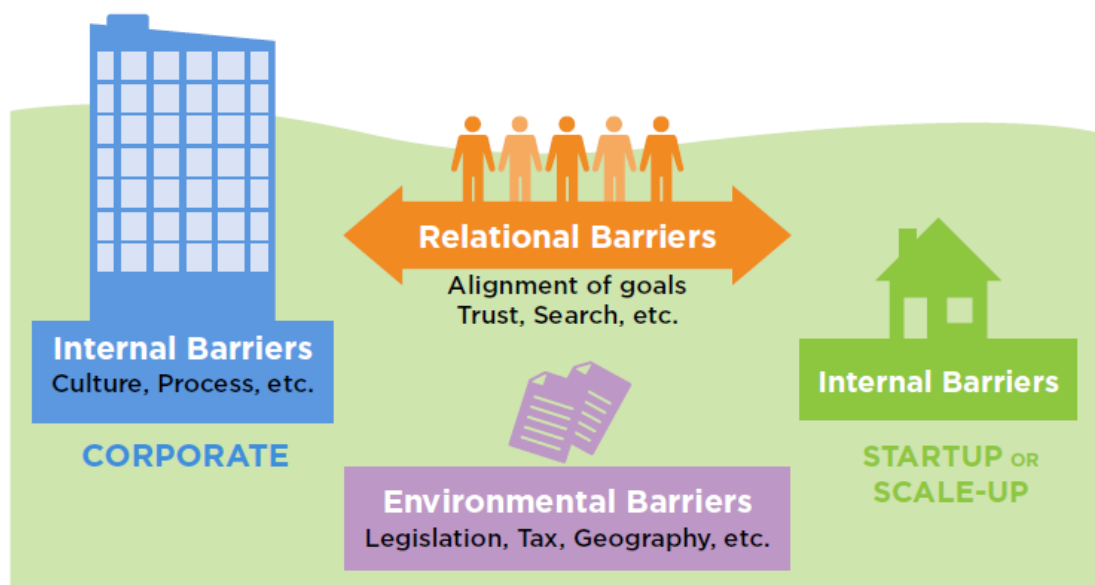 Relational Barriers
Alignment of goals
Trust, Search, etc.
Internal Barriers
Culture, Process, etc.
CORPORATE
Internal Barriers
STARTUP OR
SCALE-UP
Environmental Barriers
Legislation, Tax, Geography, etc.